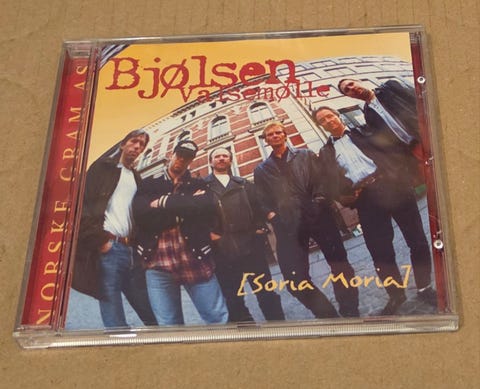 Bjølsen
Valsemølle
[Soria Moria]
NORSKE GRAM AS